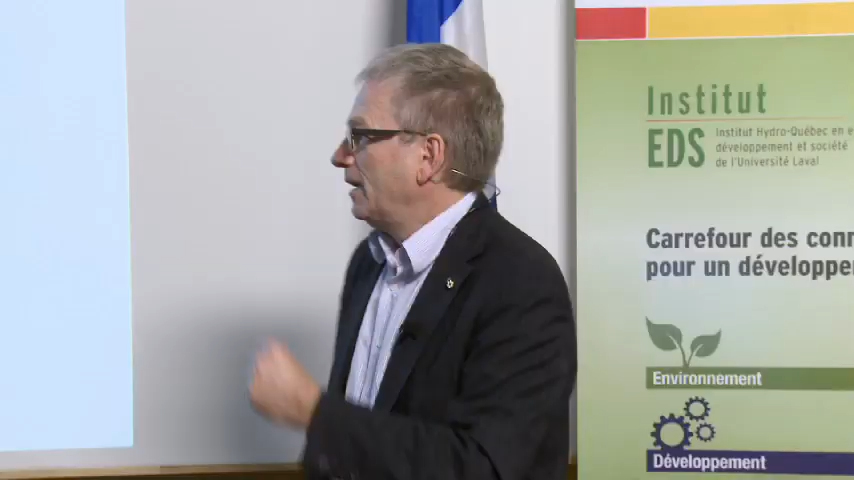 Institut
EDS
Institut Hydro-Québec en e
développement et société
de l'Université Laval
Carrefour des conn
pour un développe
Environnement
Développement